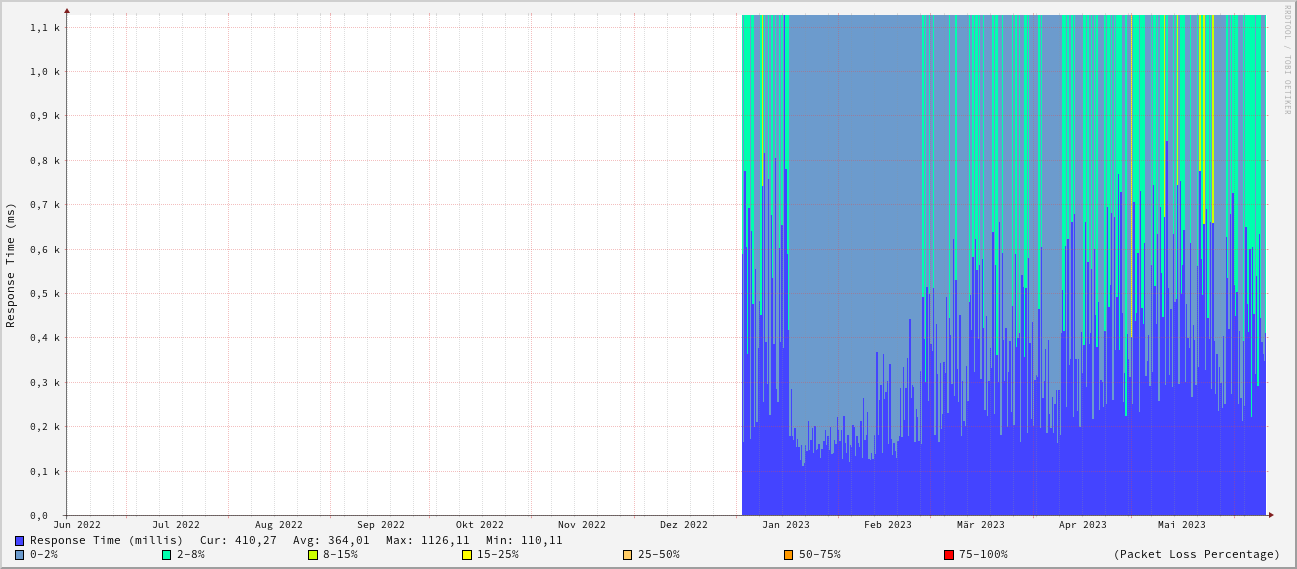 RRDTOOL / TOBI OETIKER
Response Time (ms)
1,1 k
1,0 k
0,9 k
0,8 k
0,7 k
0,6 k
0,5 k
0,4 k
0,3 k
0,2 k
0,1 k
0,0
Jun 2022 Jul 2022 Aug 2022 Sep 2022 Okt 2022 Nov 2022 Dez 2022 Jan 2023 Feb 2023 Mär 2023 Apr 2023 Mai 2023
Response Time (millis) Cur: 410,27 Avg: 364,01 Max: 1126,11 Min: 110,11
0-2% 2-8% 8-15% 15-25% 25-50% 50-75% 75-100% (Packet Loss Percentage)